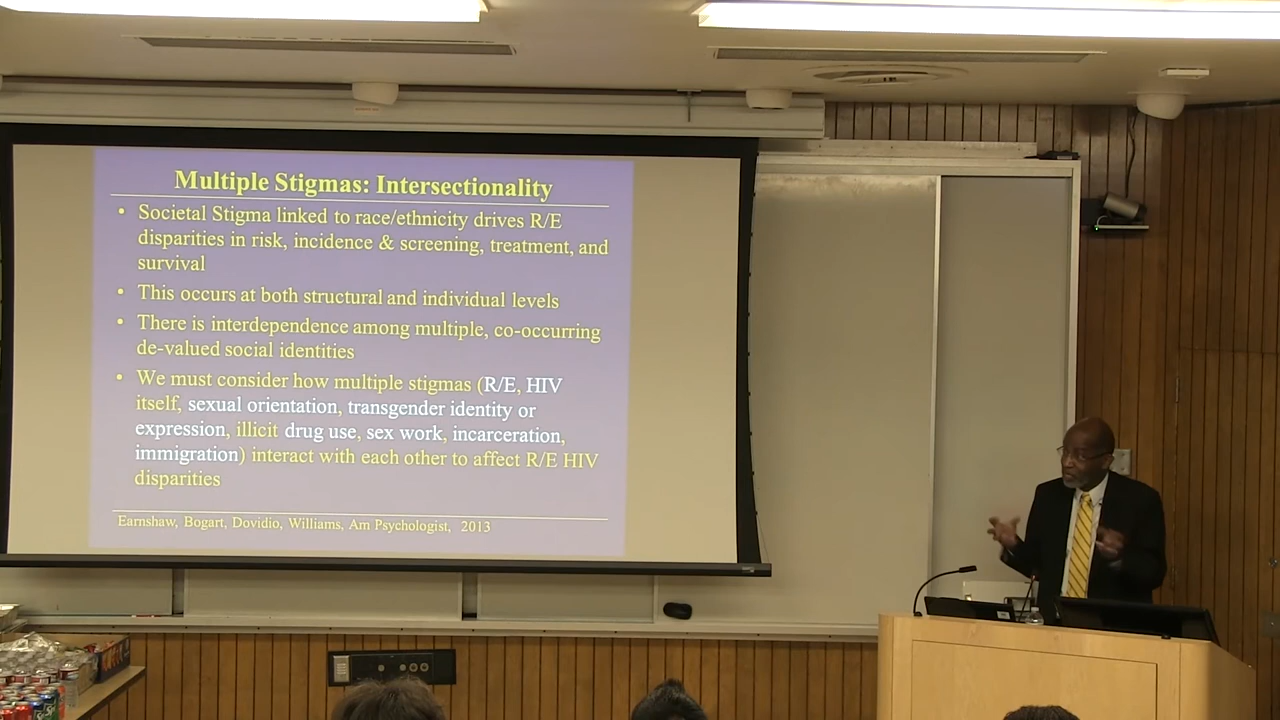 Multiple Stigmas: Intersectionality
• Societal Stigma linked to race/ethnicity drives R/E
disparities in risk, incidence & screening, treatment, and
survival
• This occurs at both structural and individual levels
• There is interdependence among multiple, co-occurring
de-valued social identities
• We must consider how multiple stigmas (R/E, HIV
itself, sexual orientation, transgender identity or
expression, illicit drug use, sex work, incarceration,
immigration) interact with each other to affect R/E HIV
disparities
Earnshaw, Bogart, Dovidio, Williams, Am Psychologist, 2013